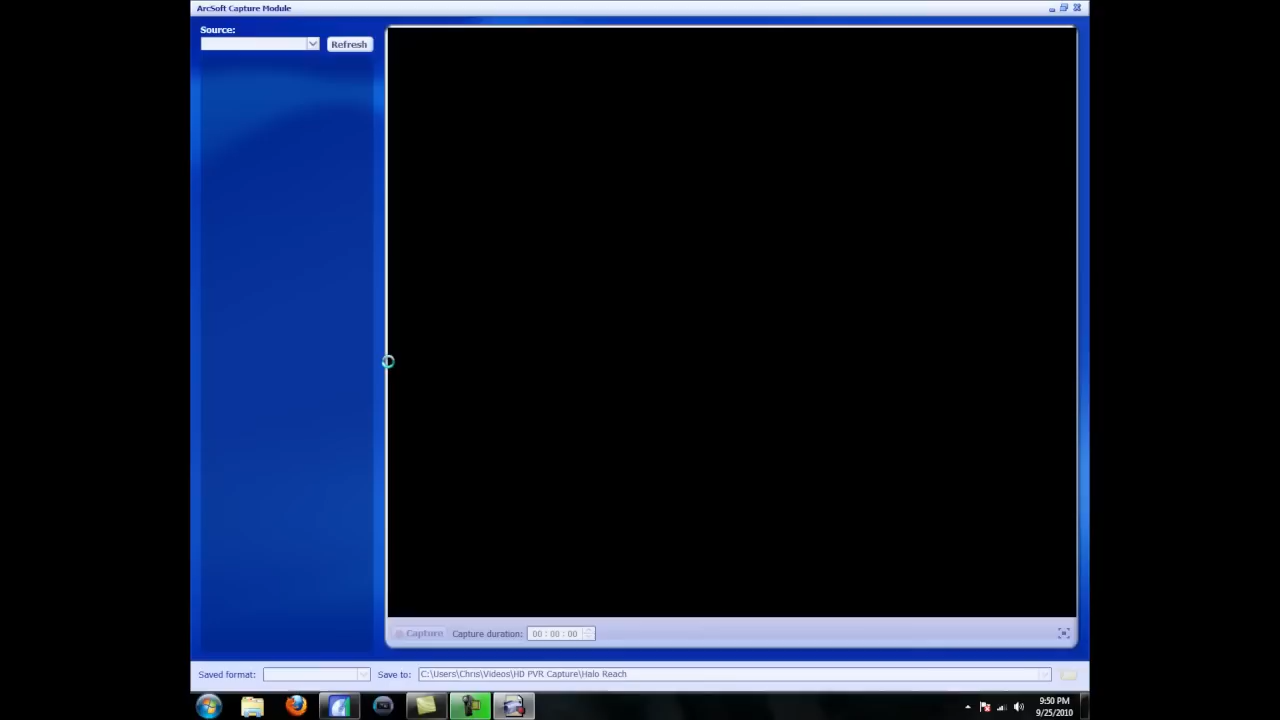 ArcSoft Capture Module
Source:
Refresh
Capture
Capture duration:
00 : 00 : 00
Saved format:
Save to:
C:\Users\Chris\Videos\HD PVR Capture\Halo Reach
9:50 PM
9/25/2010